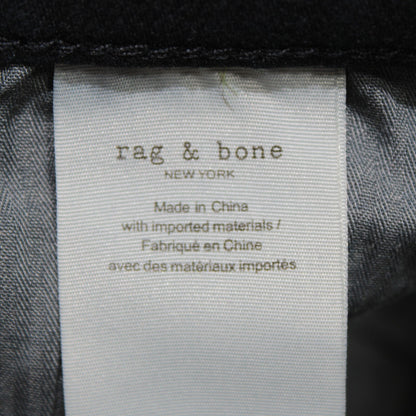 rag & bone
NEW YORK
Made in China
with imported materials /
Fabriqué en Chine
avec des matériaux importés